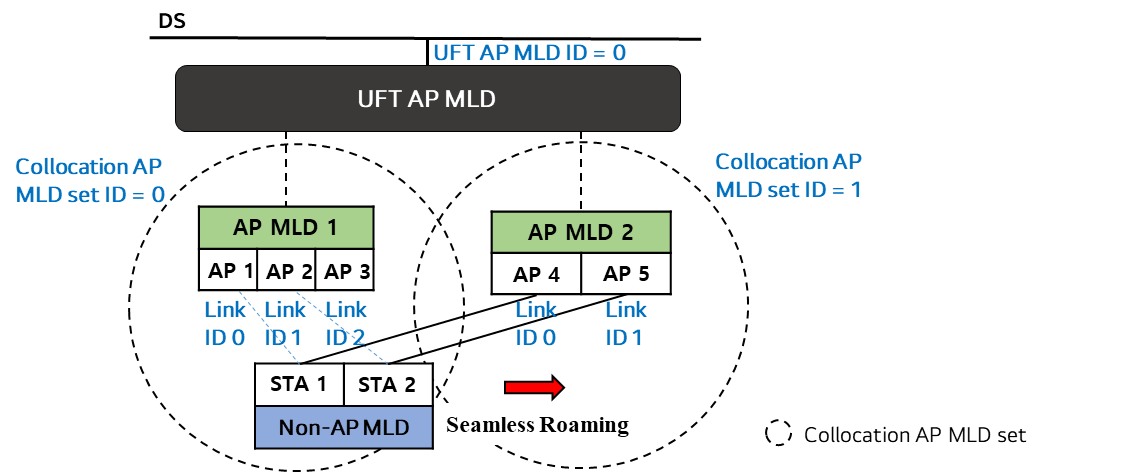 DS
UFT AP MLD ID = 0
UFT AP MLD
Collocation AP
MLD set ID = 0
Collocation AP
MLD set ID = 1
AP MLD 1
AP 1 AP 2 AP 3
AP MLD 2
AP 4 AP 5
Link Link Link
ID 0 ID 1 ID 2
Link Link
ID 0 ID 1
STA 1 STA 2
Non-AP MLD
Seamless Roaming
Collocation AP MLD set